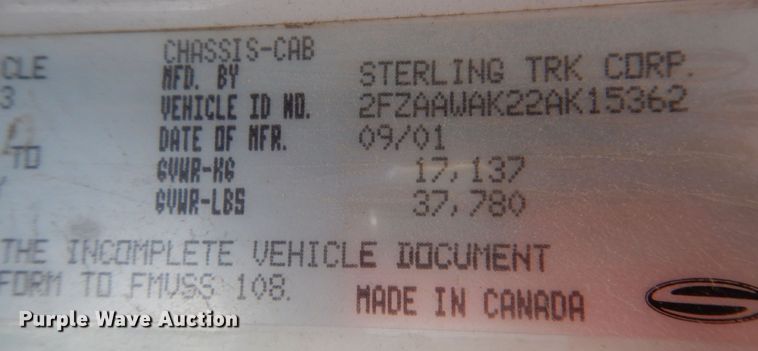 CHASSIS-CAB
CLE MFD. BY STERLING TRK CORP.
3 VEHICLE ID NO. 2FZAAWAK22AK15362
DATE OF MFR. 09/01
TO GVWR-KG 17,137
GVWR-LBS 37,780
THE INCOMPLETE VEHICLE DOCUMENT
FORM TO FMVSS 108.
MADE IN CANADA
Purple Wave Auction